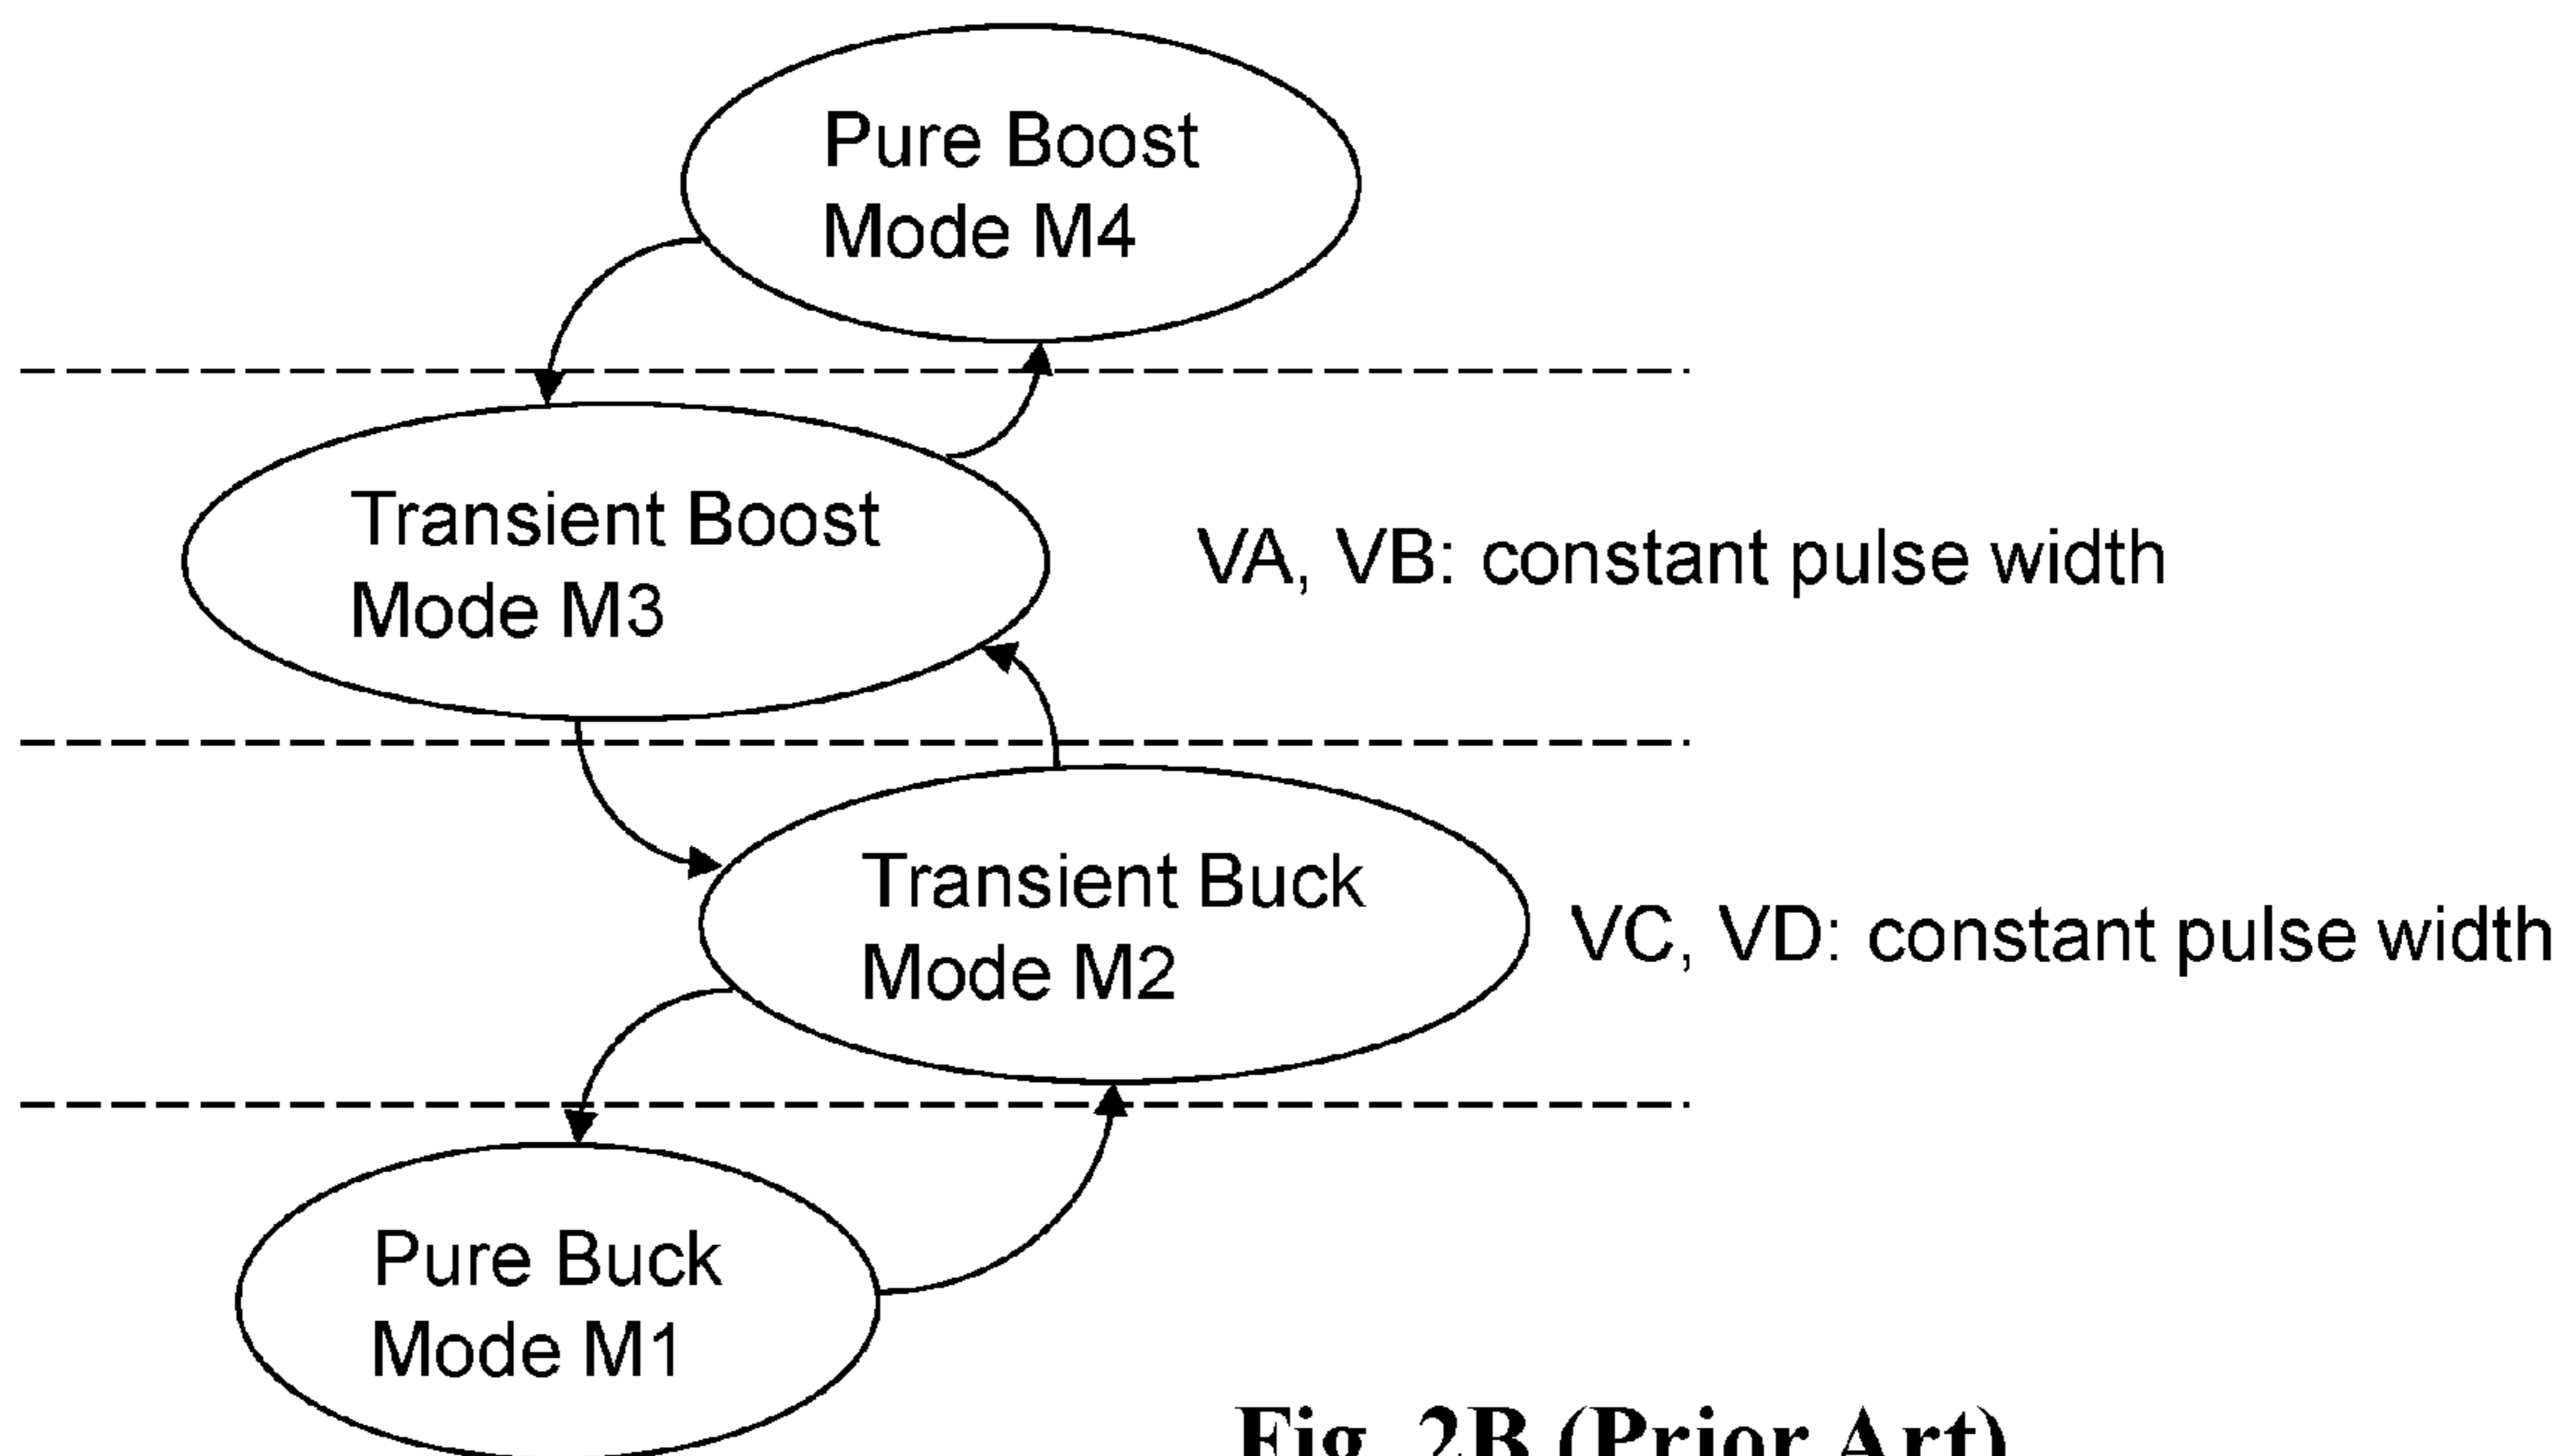 Pure Boost
Mode M4
Transient Boost
Mode M3
VA, VB: constant pulse width
Transient Buck
Mode M2
VC, VD: constant pulse width
Pure Buck
Mode M1
Fig. 2B (Prior Art)